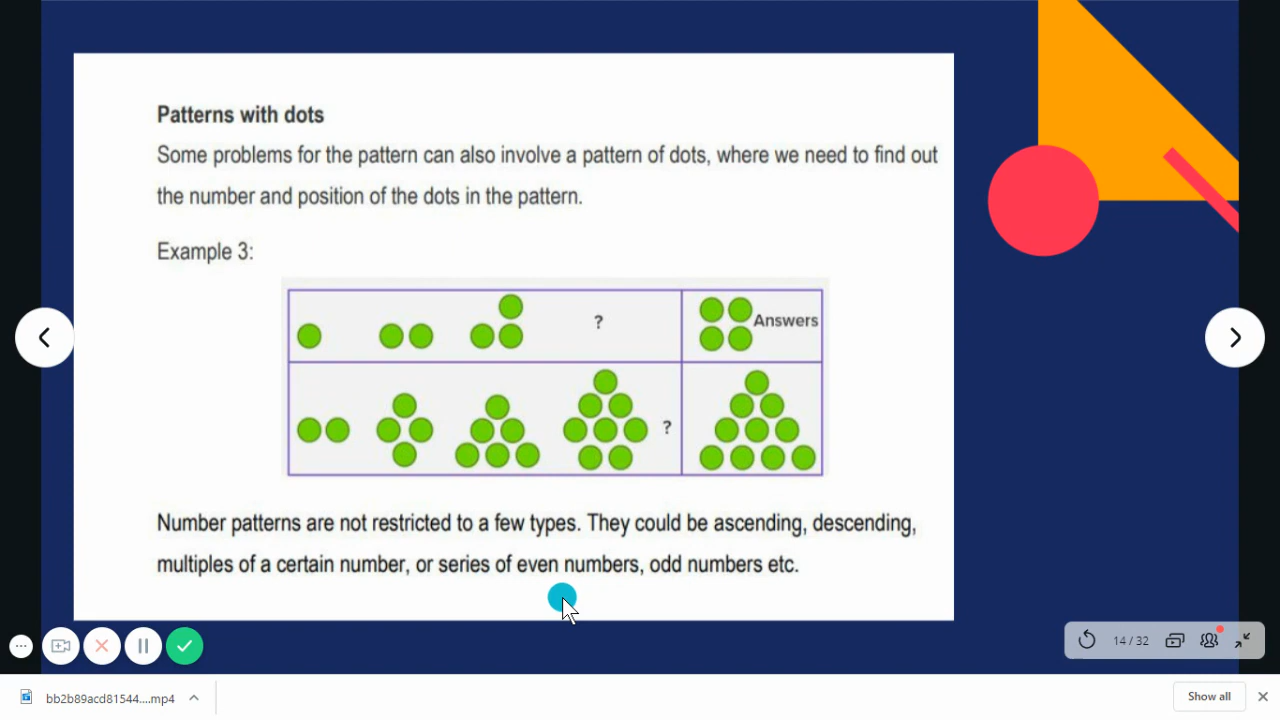 Patterns with dots
Some problems for the pattern can also involve a pattern of dots, where we need to find out
the number and position of the dots in the pattern.
Example 3:
?
Answers
?
Number patterns are not restricted to a few types. They could be ascending, descending,
multiples of a certain number, or series of even numbers, odd numbers etc.
14 / 32
bb2b89acd81544....mp4
Show all